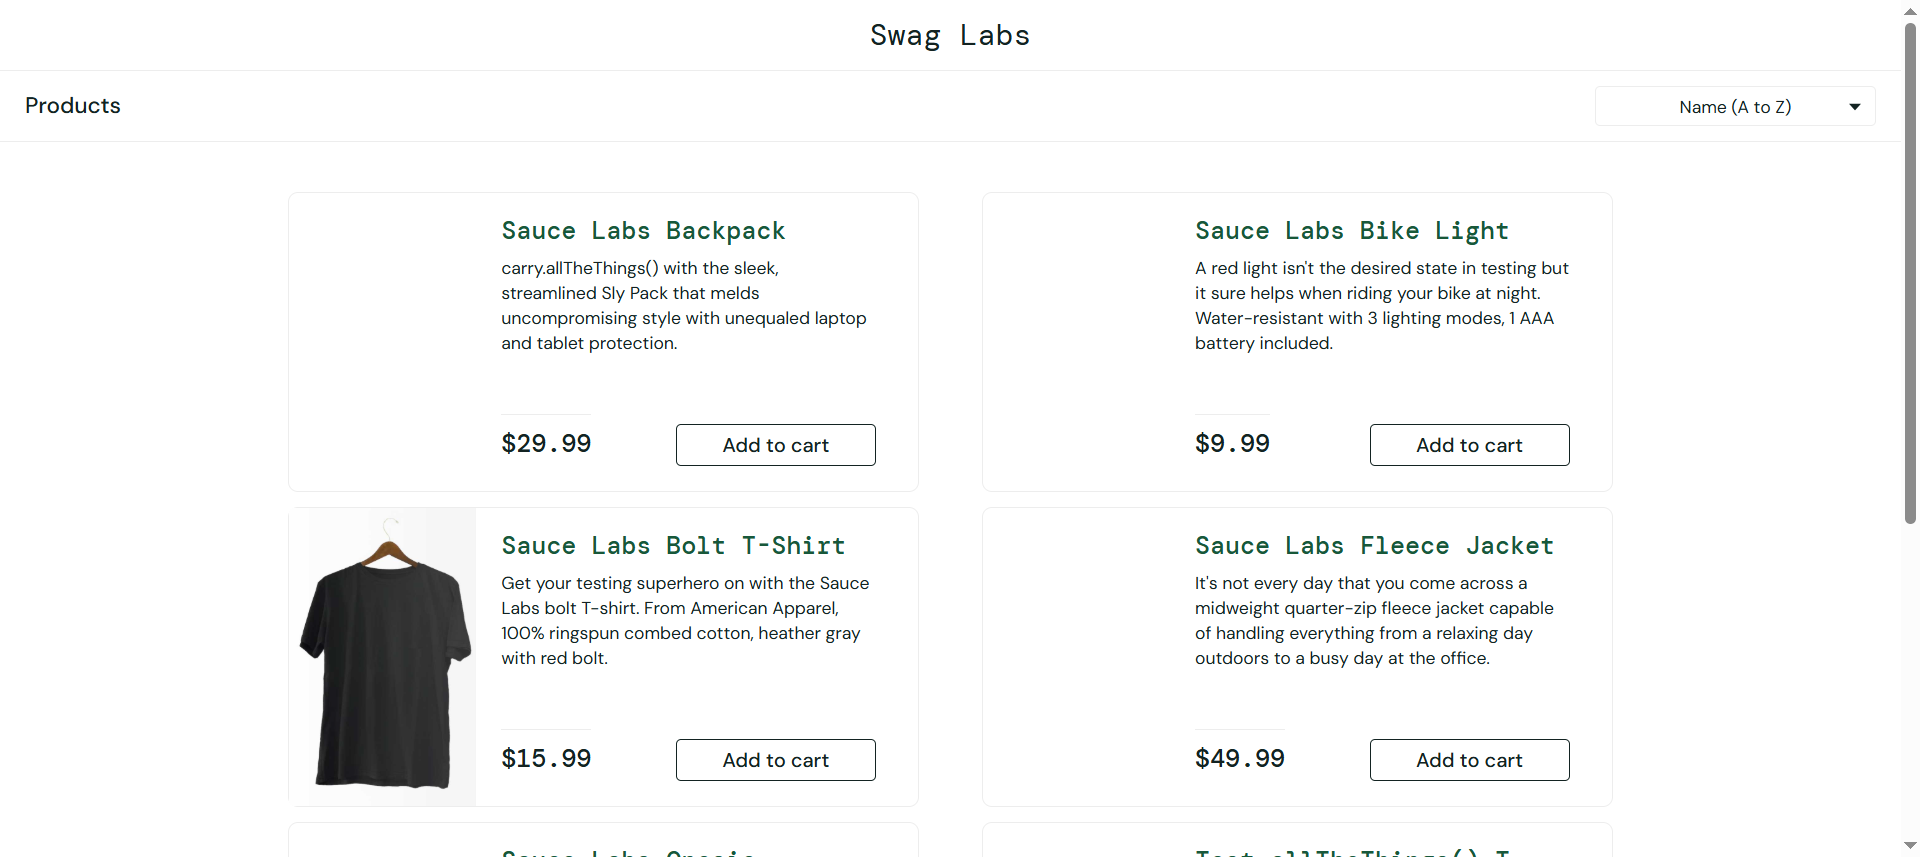 Swag Labs
Products
Name (A to Z)
Sauce Labs Backpack
carry.allTheThings() with the sleek,
streamlined Sly Pack that melds
uncompromising style with unequaled laptop
and tablet protection.
$29.99
Add to cart
Sauce Labs Bike Light
A red light isn't the desired state in testing but
it sure helps when riding your bike at night.
Water-resistant with 3 lighting modes, 1 AAA
battery included.
$9.99
Add to cart
Sauce Labs Bolt T-Shirt
Get your testing superhero on with the Sauce
Labs bolt T-shirt. From American Apparel,
100% ringspun combed cotton, heather gray
with red bolt.
$15.99
Add to cart
Sauce Labs Fleece Jacket
It's not every day that you come across a
midweight quarter-zip fleece jacket capable
of handling everything from a relaxing day
outdoors to a busy day at the office.
$49.99
Add to cart
Sauce Labs Onesie
Test.allTheThings() T